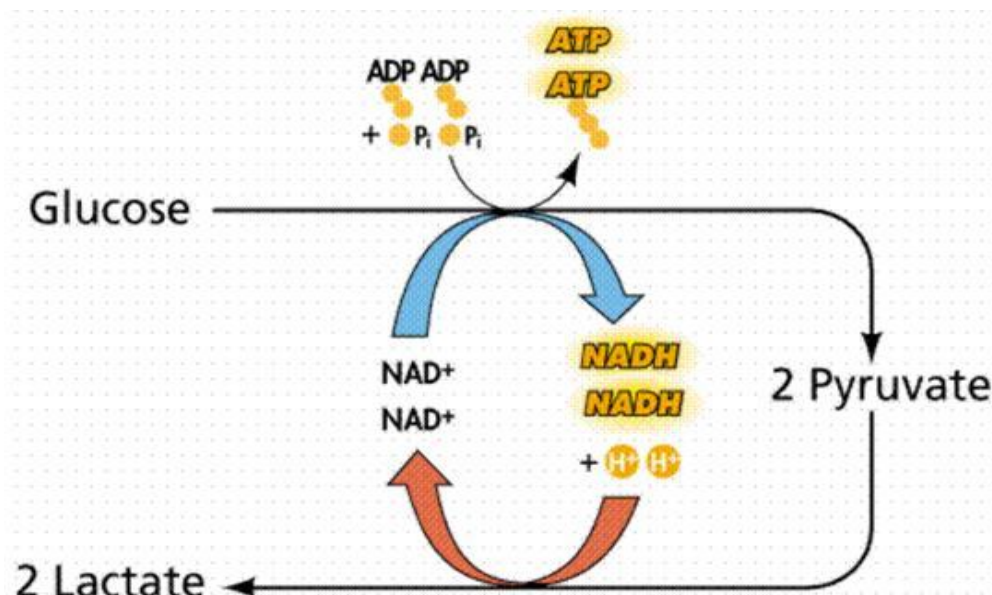 ATP
ATP
ADP ADP
+ Pi Pi
Glucose
NAD+
NAD+
NADH
NADH
+ H+ H+
2 Pyruvate
2 Lactate